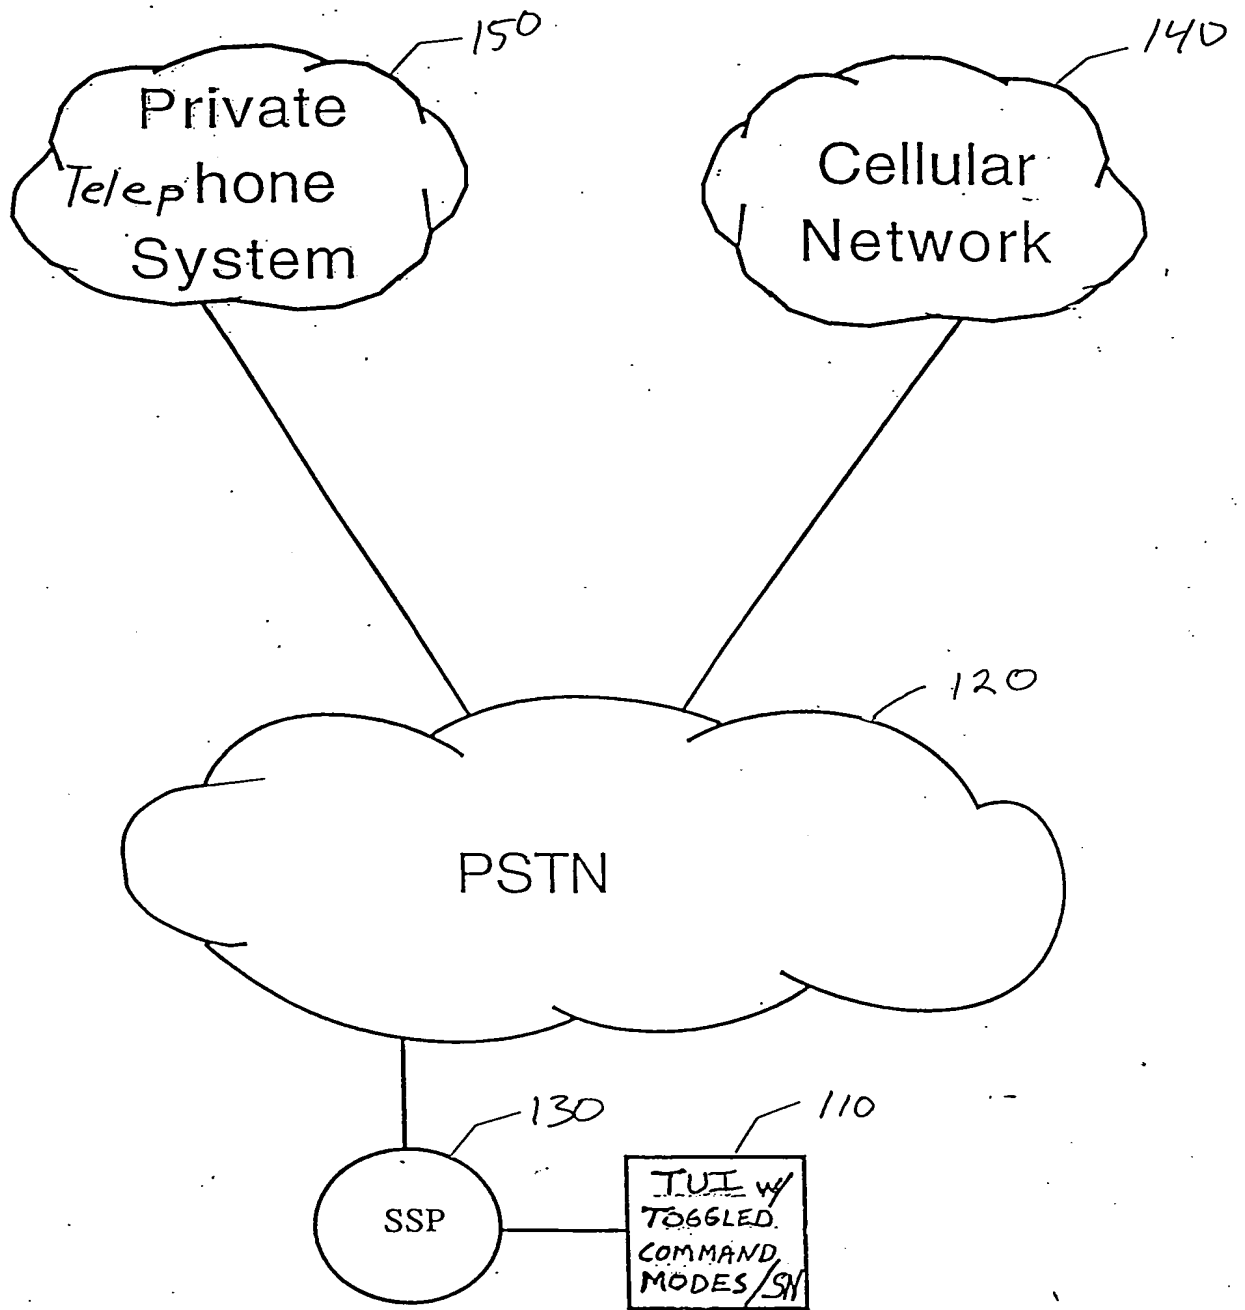 150
Private
Telephone
System
140
Cellular
Network
120
PSTN
130
SSP
110
TUI w/
TOGGLED
COMMAND
MODES/SN